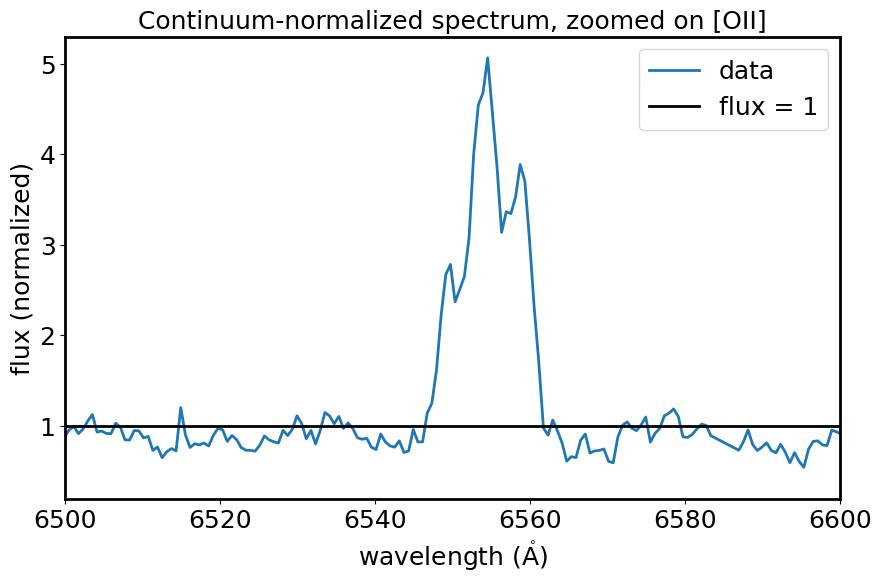 Continuum-normalized spectrum, zoomed on [OII]
data
flux = 1
flux (normalized)
5
4
3
2
1
6500 6520 6540 6560 6580 6600
wavelength (Å)